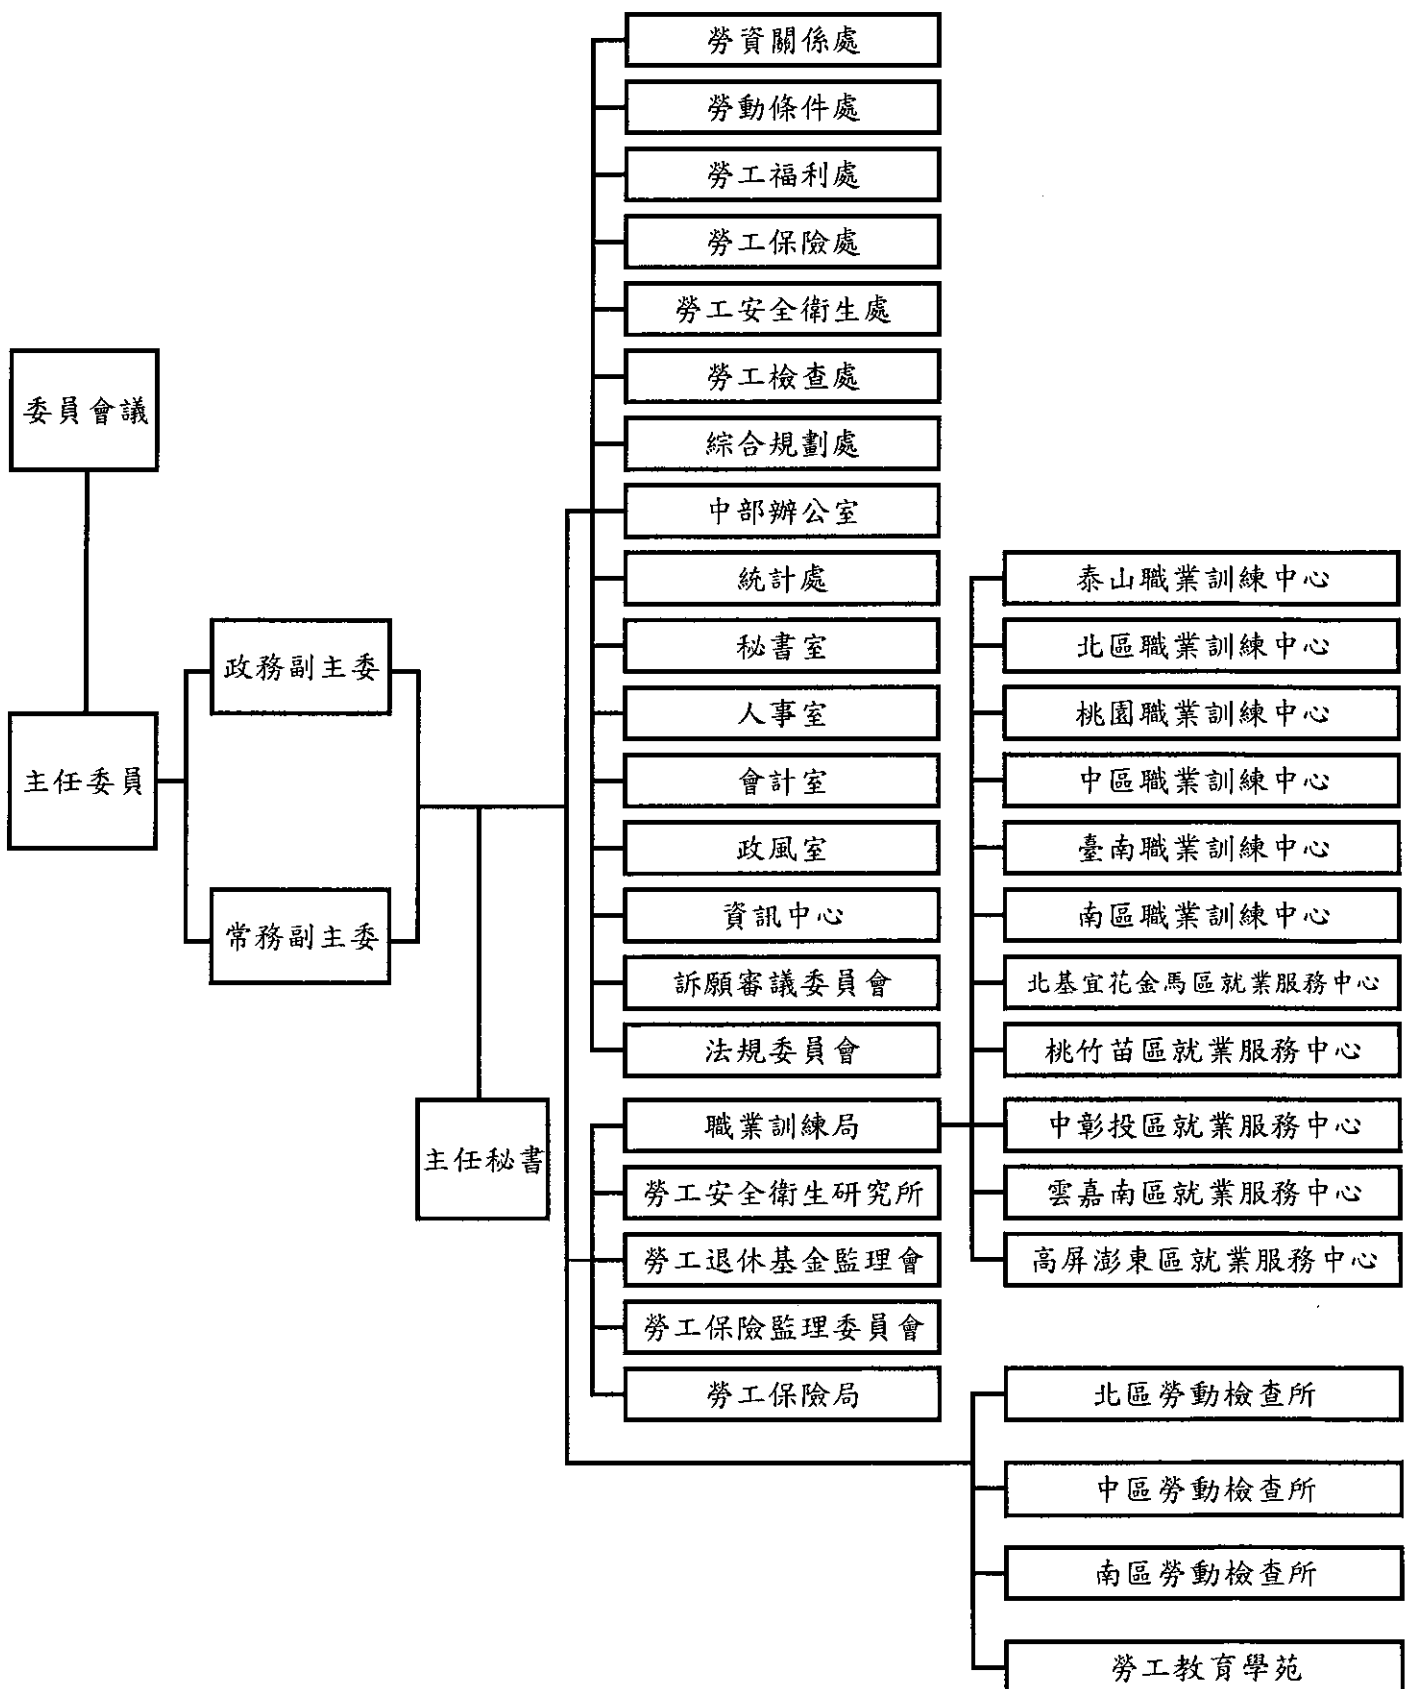 委員會議
主任委員
政務副主委
常務副主委
主任秘書
勞資關係處
勞動條件處
勞工福利處
勞工保險處
勞工安全衛生處
勞工檢查處
綜合規劃處
中部辦公室
統計處
秘書室
人事室
會計室
政風室
資訊中心
訴願審議委員會
法規委員會
職業訓練局
勞工安全衛生研究所
勞工退休基金監理會
勞工保險監理委員會
勞工保險局
泰山職業訓練中心
北區職業訓練中心
桃園職業訓練中心
中區職業訓練中心
臺南職業訓練中心
南區職業訓練中心
北基宜花金馬區就業服務中心
桃竹苗區就業服務中心
中彰投區就業服務中心
雲嘉南區就業服務中心
高屏澎東區就業服務中心
北區勞動檢查所
中區勞動檢查所
南區勞動檢查所
勞工教育學苑